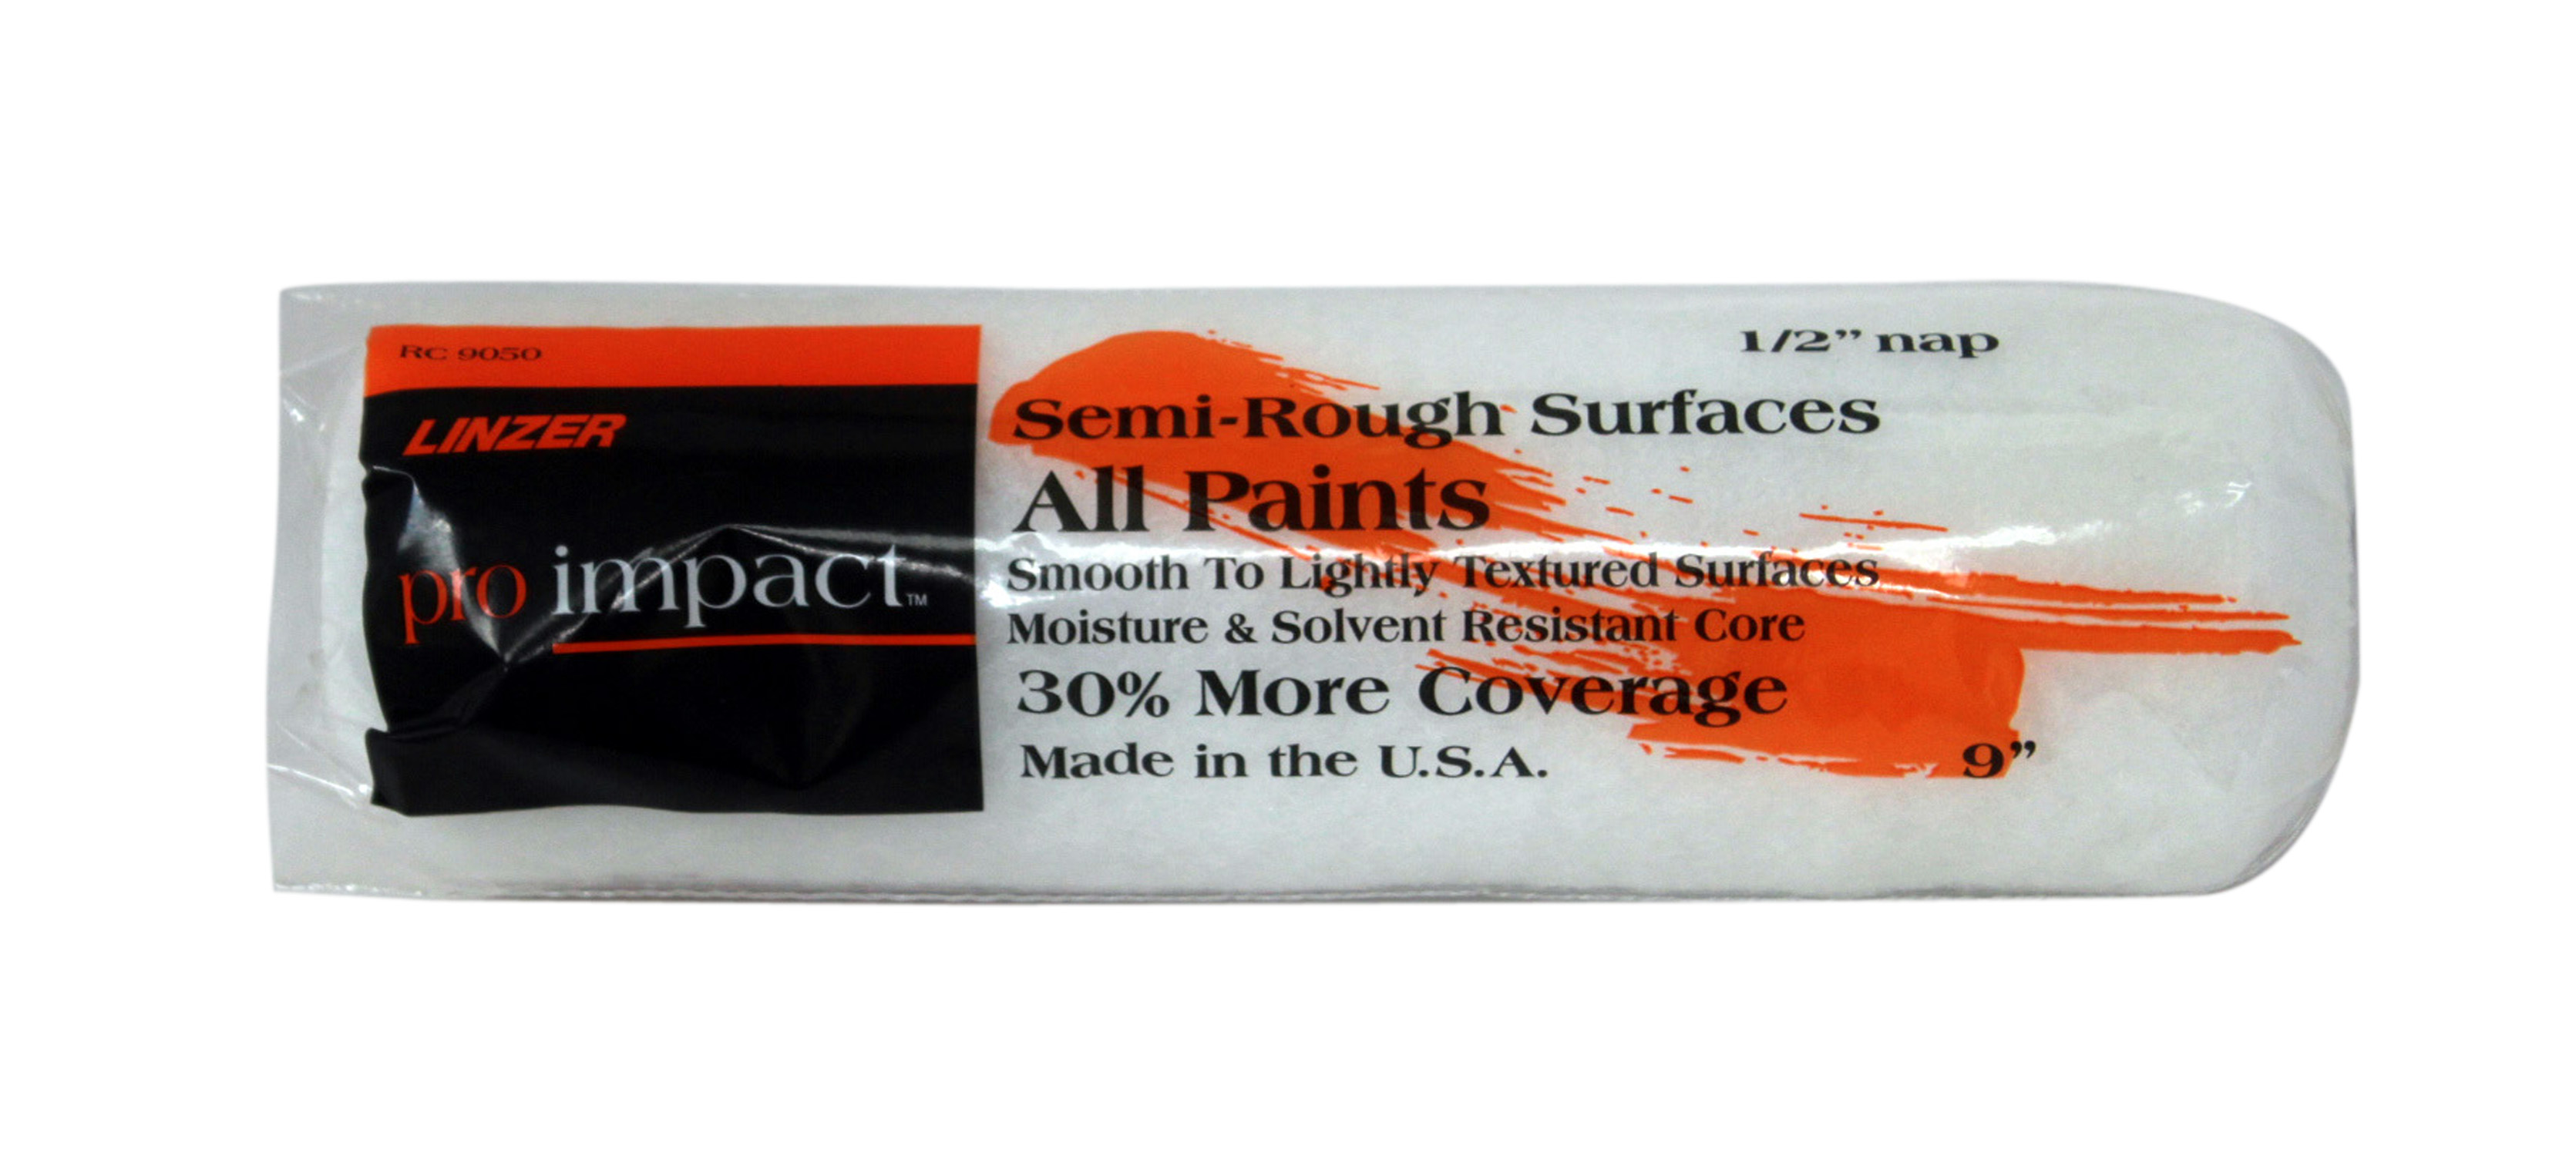 RC 9050
LINZER
pro impact™
1/2” nap
Semi-Rough Surfaces
All Paints
Smooth To Lightly Textured Surfaces
Moisture & Solvent Resistant Core
30% More Coverage
Made in the U.S.A.
9”